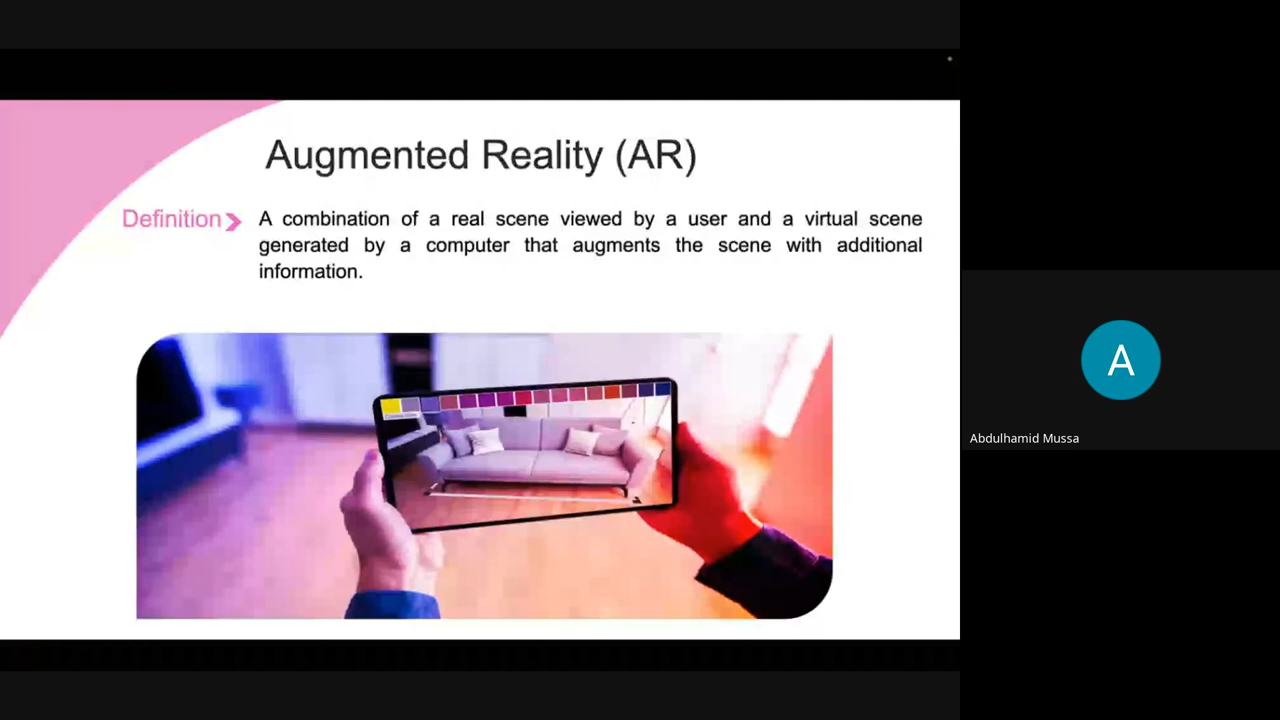 Augmented Reality (AR)
Definition
A combination of a real scene viewed by a user and a virtual scene
generated by a computer that augments the scene with additional
information.
A
Abdulhamid Mussa